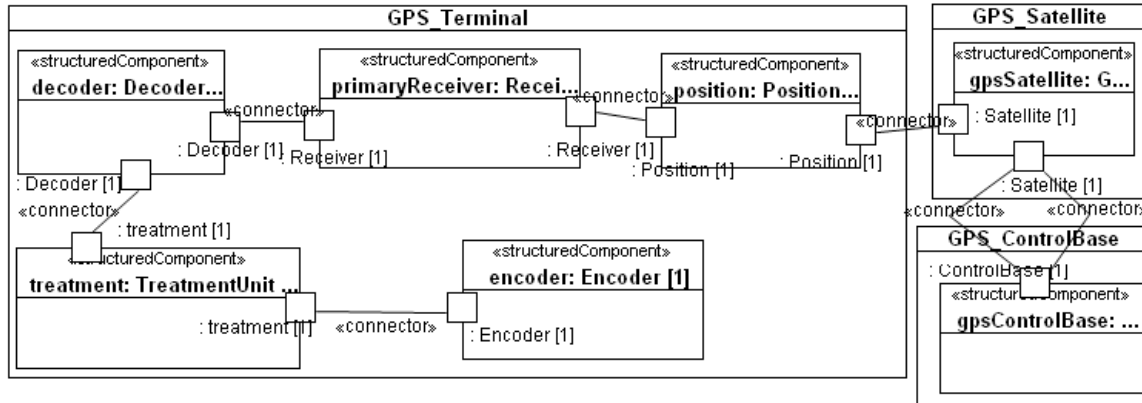 GPS_Terminal
«structuredComponent»
decoder: Decoder...
«structuredComponent»
primaryReceiver: Recei...
«structuredComponent»
position: Position...
«connector»
: Decoder [1]
: Receiver [1]
«connector»
: Receiver [1]
: Position [1]
«connector»
: Position [1]
: Decoder [1]
«connector»
: treatment [1]
«structuredComponent»
treatment: TreatmentUnit ...
: treatment [1]
«connector»
«structuredComponent»
encoder: Encoder [1]
: Encoder [1]
GPS_Satellite
«structuredComponent»
gpsSatellite: G...
: Satellite [1]
: Satellite [1]
«connector»
«connector»
GPS_ControlBase
: ControlBase [1]
«structuredComponent»
gpsControlBase: ...